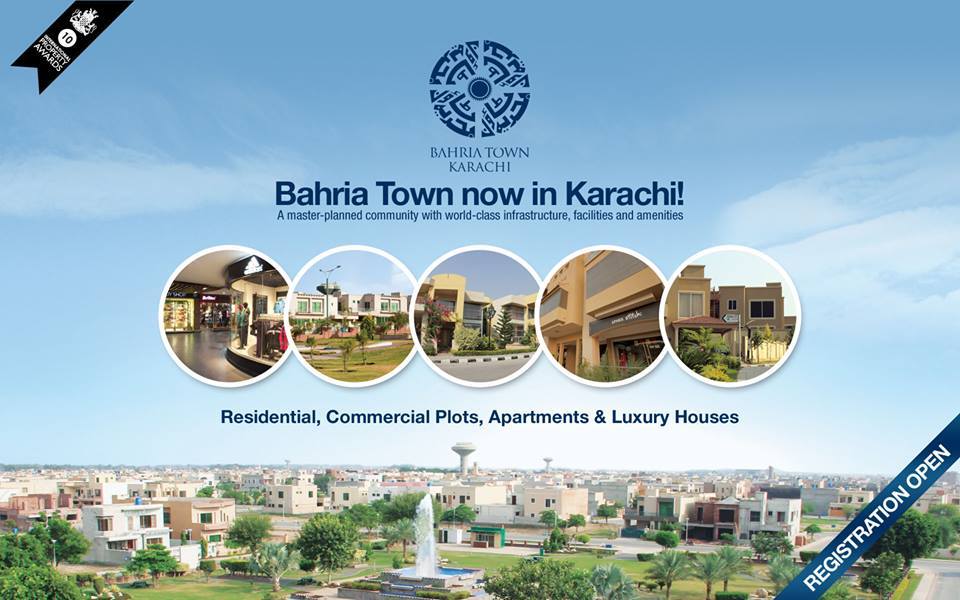 10
INTERNATIONAL
PROPERTY
AWARDS
BAHRIA TOWN
KARACHI
Bahria Town now in Karachi!
A master-planned community with world-class infrastructure, facilities and amenities
Residential, Commercial Plots, Apartments & Luxury Houses
REGISTRATION OPEN